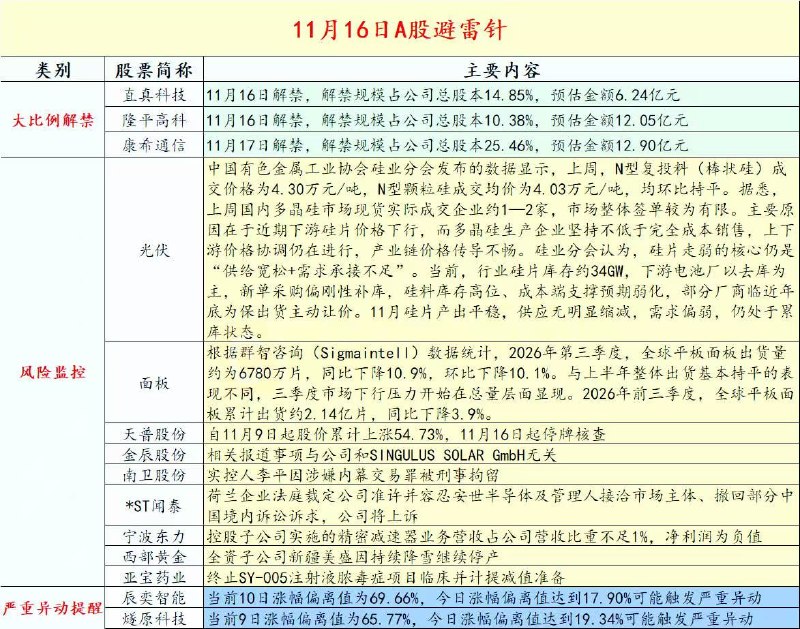 11月16日A股避雷针
类别 股票简称 主要内容
大比例解禁
直真科技 11月16日解禁，解禁规模占公司总股本14.85%，预估金额6.24亿元
隆平高科 11月16日解禁，解禁规模占公司总股本10.38%，预估金额12.05亿元
康希通信 11月17日解禁，解禁规模占公司总股本25.46%，预估金额12.90亿元
风险监控
光伏
中国有色金属工业协会硅业分会发布的数据显示，上周，N型复投料（棒状硅）成
交价格为4.30万元/吨，N型颗粒硅成交均价为4.03万元/吨，均环比持平。据悉，
上周国内多晶硅市场现货实际成交企业约1—2家，市场整体签单较为有限。主要原
因在于近期下游硅片价格下行，而多晶硅生产企业坚持不低于完全成本销售，上下
游价格协调仍在进行，产业链价格传导不畅。硅业分会认为，硅片走弱的核心仍是
“供给宽松+需求承接不足”。当前，行业硅片库存约34GW，下游电池厂以去库为
主，新单采购偏刚性补库，硅料库存高位、成本端支撑预期弱化，部分厂商临近年
底为保出货主动让价。11月硅片产出平稳，供应无明显缩减，需求偏弱，仍处于累
库状态。
面板
根据群智咨询（Sigmaintell）数据统计，2026年第三季度，全球平板面板出货量
约为6780万片，同比下降10.9%，环比下降10.1%。与上半年整体出货基本持平的表
现不同，三季度市场下行压力开始在总量层面显现。2026年前三季度，全球平板面
板累计出货约2.14亿片，同比下降3.9%。
天普股份 自11月9日起股价累计上涨54.73%，11月16日起停牌核查
金辰股份 相关报道事项与公司和SINGULUS SOLAR GmbH无关
南卫股份 实控人李平因涉嫌内幕交易罪被刑事拘留
*ST闻泰
荷兰企业法庭裁定公司准许并容忍安世半导体及管理人接洽市场主体、撤回部分中
国境内诉讼诉求，公司将上诉
宁波东力 控股子公司实施的精密减速器业务营收占公司营收比重不足1%，净利润为负值
西部黄金 全资子公司新疆美盛因持续降雪继续停产
亚宝药业 终止SY-005注射液脓毒症项目临床并计提减值准备
严重异动提醒
辰奕智能 当前10日涨幅偏离值为69.66%，今日涨幅偏离值达到17.90%可能触发严重异动
燧原科技 当前9日涨幅偏离值为65.77%，今日涨幅偏离值达到19.34%可能触发严重异动